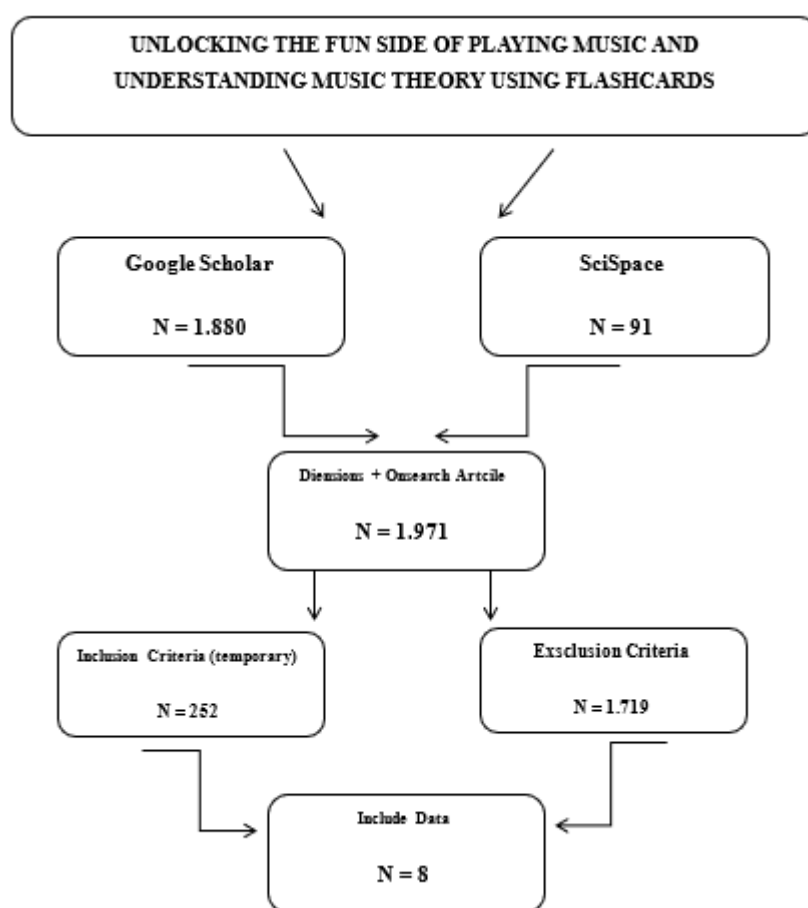 UNLOCKING THE FUN SIDE OF PLAYING MUSIC AND
UNDERSTANDING MUSIC THEORY USING FLASHCARDS
Google Scholar
N = 1.880
SciSpace
N = 91
Diensions + Onsearch Artcile
N = 1.971
Inclusion Criteria (temporary)
N = 252
Exsclusion Criteria
N = 1.719
Include Data
N = 8